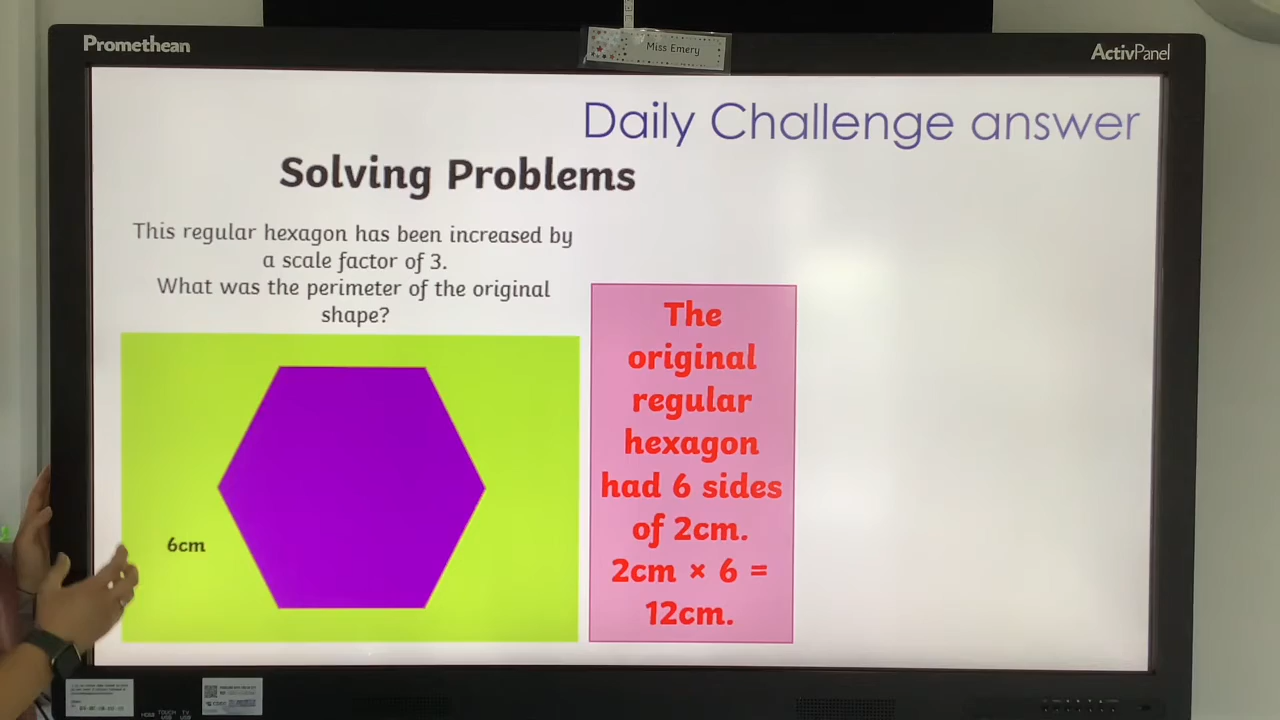 Promethean
Miss Emery
ActivPanel
Daily Challenge answer
Solving Problems
This regular hexagon has been increased by
a scale factor of 3.
What was the perimeter of the original
shape?
6cm
The
original
regular
hexagon
had 6 sides
of 2cm.
2cm × 6 =
12cm.